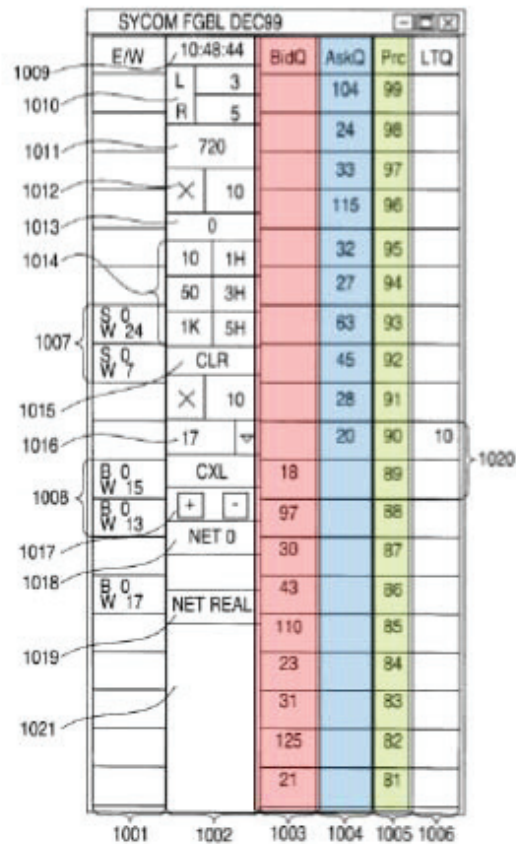 SYCOM FGBL DEC99
E/W 10:48:44 BidQ AskQ Prc LTQ
1009
L 3 104 99
1010
R 5
24 98
1011
720
33 97
1012
X 10 115 96
1013
0
1014
32 95
10 1H
27 94
50 3H
S 0
W 24
1K 5H 63 93
1007
S 0
W 7
CLR 45 92
1015
X 10 28 91
1016
17 20 90 10
1020
B 0
W 15
CXL 18 89
1008
B 0
W 13
+ - 97 88
1017
NET 0 30 87
1018
B 0
W 17
43 86
NET REAL
110 85
1019
23 84
1021
31 83
125 82
21 81
1001 1002 1003 1004 1005 1006